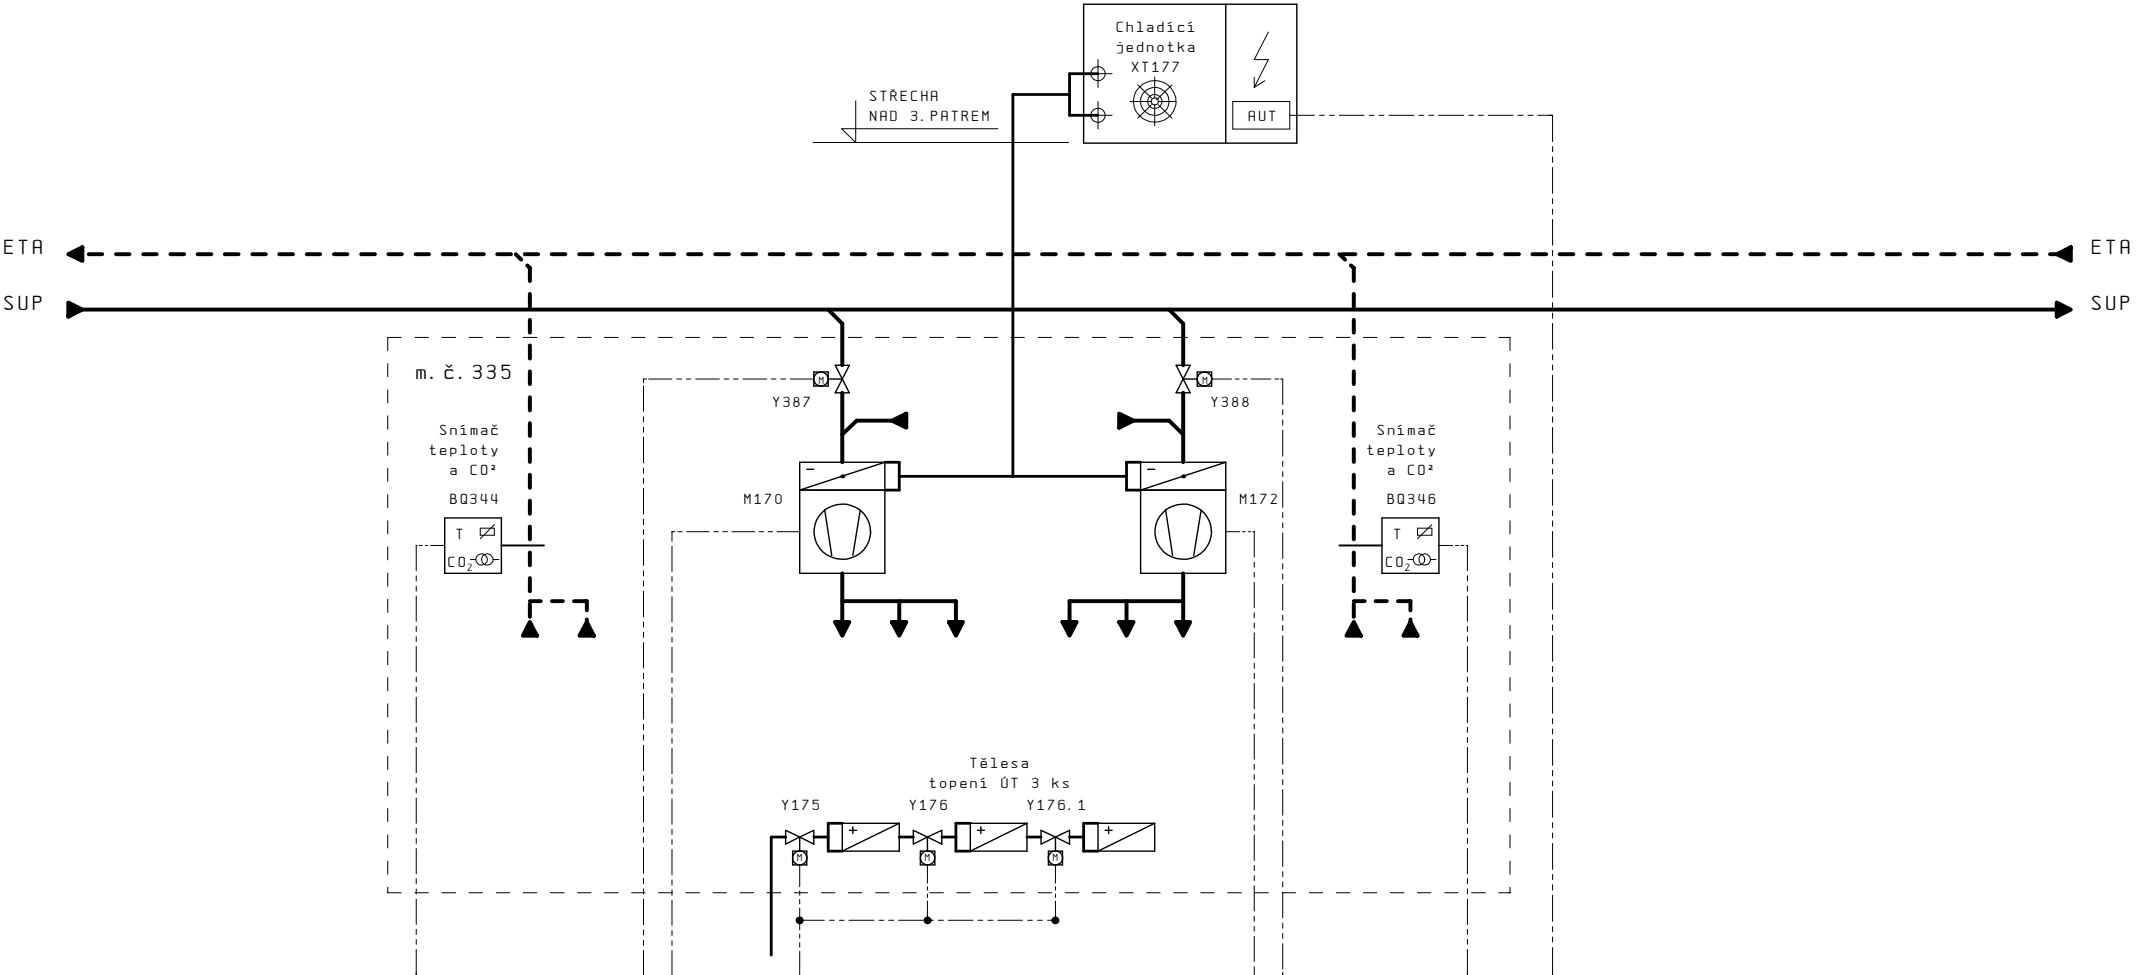 Chladící
jednotka
XT177
AUT
STŘECHA
NAD 3. PATREM
ETA
ETA
SUP
SUP
m. č. 335
M
Y387
M
Y388
Snímač
teploty
a CO²
BQ344
T
CO₂
M170
-
-
M172
Snímač
teploty
a CO²
BQ346
T
CO₂
Tělesa
topení ÚT 3 ks
Y175
Y176
Y176. 1
+
+
+
M
M
M